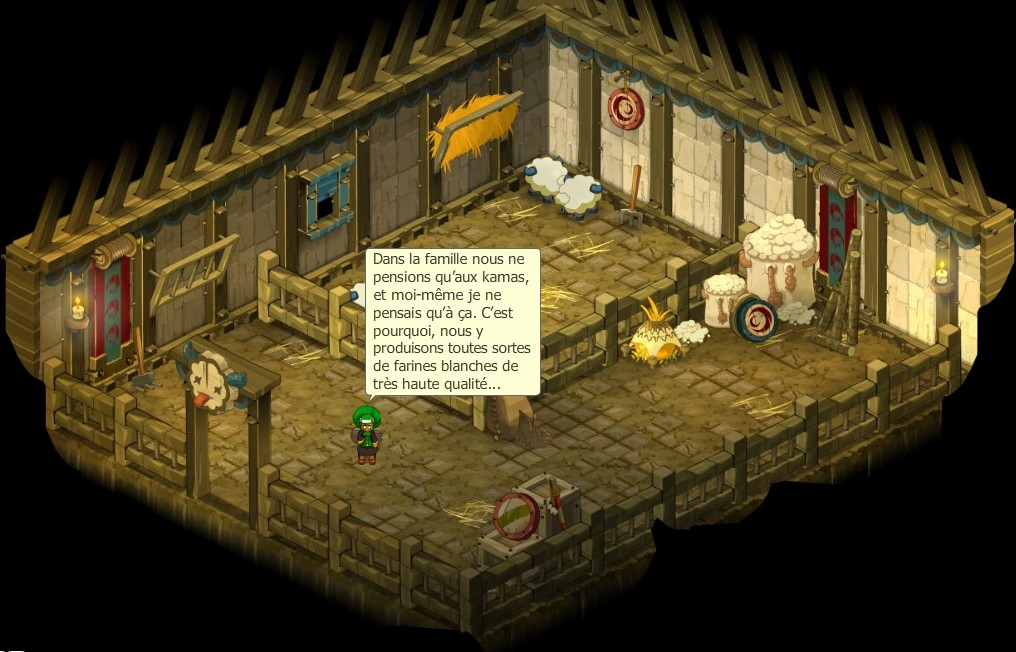 Dans la famille nous ne
pensions qu’aux kamas,
et moi-même je ne
pensais qu’à ça. C’est
pourquoi, nous y
produisons toutes sortes
de farines blanches de
très haute qualité...